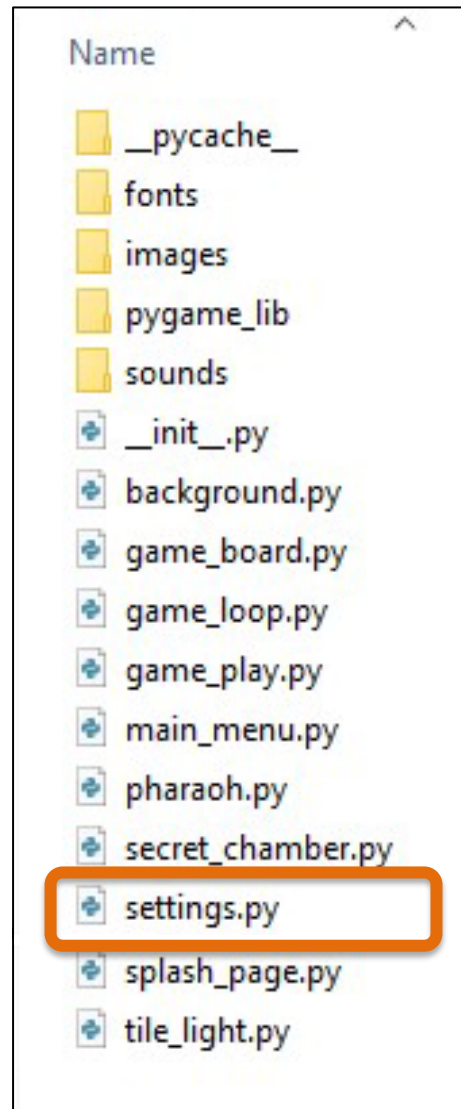 Name
__pycache__
fonts
images
pygame_lib
sounds
__init__.py
background.py
game_board.py
game_loop.py
game_play.py
main_menu.py
pharaoh.py
secret_chamber.py
settings.py
splash_page.py
tile_light.py